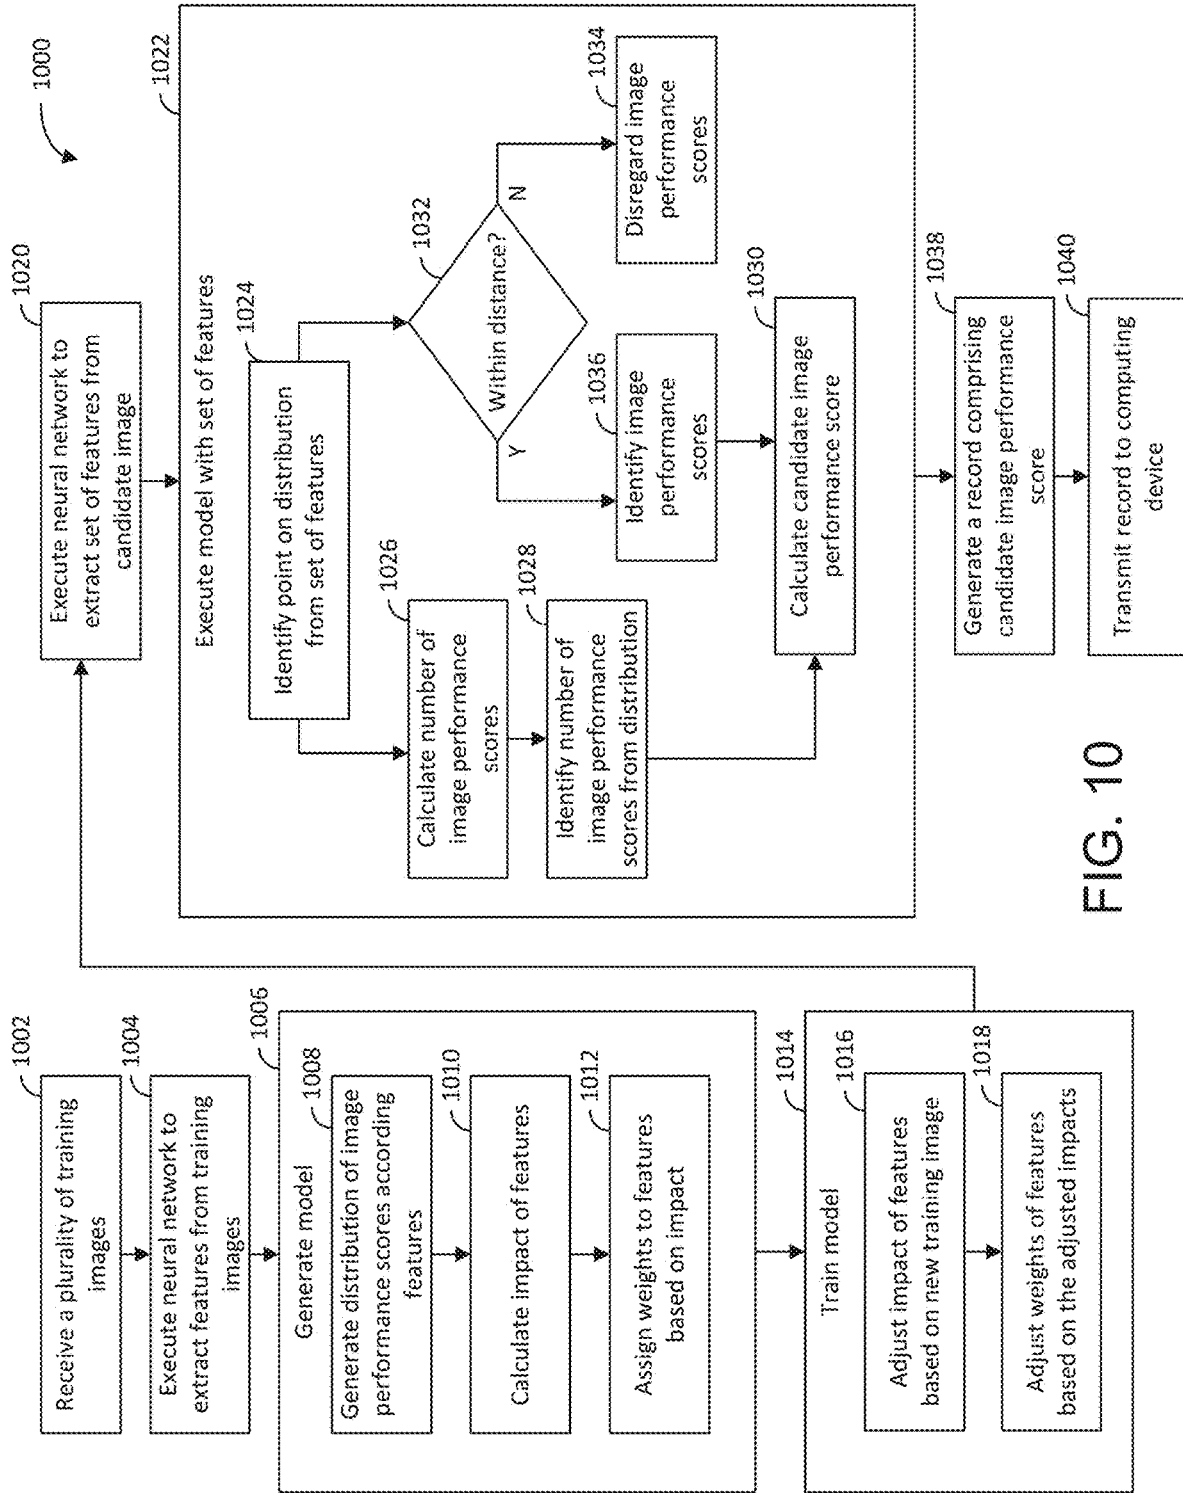 1000
1002
Receive a plurality of training
images
1004
Execute neural network to
extract features from training
images
1006
Generate model
1008
Generate distribution of image
performance scores according
features
1010
Calculate impact of features
1012
Assign weights to features
based on impact
1014
Train model
1016
Adjust impact of features
based on new training image
1018
Adjust weights of features
based on the adjusted impacts
1020
Execute neural network to
extract set of features from
candidate image
1022
Execute model with set of features
1024
Identify point on distribution
from set of features
1026
Calculate number of
image performance
scores
1028
Identify number of
image performance
scores from distribution
1032
Within distance?
Y
N
1034
Disregard image
performance
scores
1036
Identify image
performance
scores
1030
Calculate candidate image
performance score
1038
Generate a record comprising
candidate image performance
score
1040
Transmit record to computing
device
FIG. 10